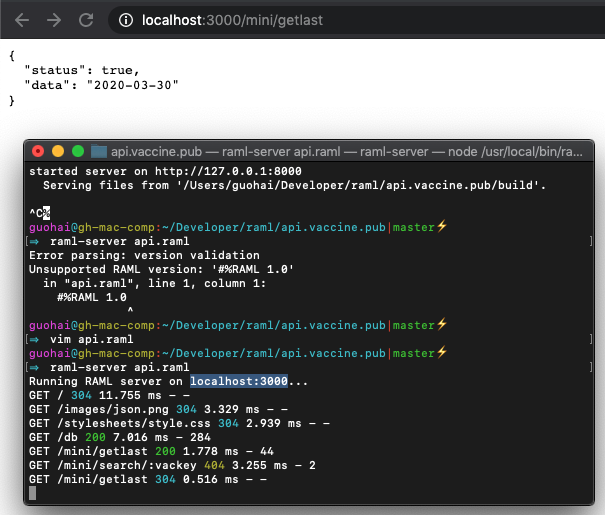 localhost:3000/mini/getlast
{
"status": true,
"data": "2020-03-30"
}
api.vaccine.pub — raml-server api.raml — raml-server — node /usr/local/bin/ra...
started server on http://127.0.0.1:8000
Serving files from '/Users/guohai/Developer/raml/api.vaccine.pub/build'.
^C%
guohai@gh-mac-comp:~/Developer/raml/api.vaccine.pub|master⚡
[⇒ raml-server api.raml ]
Error parsing: version validation
Unsupported RAML version: '#%RAML 1.0'
in "api.raml", line 1, column 1:
#%RAML 1.0
^
guohai@gh-mac-comp:~/Developer/raml/api.vaccine.pub|master⚡
[⇒ vim api.raml ]
guohai@gh-mac-comp:~/Developer/raml/api.vaccine.pub|master⚡
[⇒ raml-server api.raml ]
Running RAML server on localhost:3000...
GET / 304 11.755 ms - -
GET /images/json.png 304 3.329 ms - -
GET /stylesheets/style.css 304 2.939 ms - -
GET /db 200 7.016 ms - 284
GET /mini/getlast 200 1.778 ms - 44
GET /mini/search/:vackey 404 3.255 ms - 2
GET /mini/getlast 304 0.516 ms - -